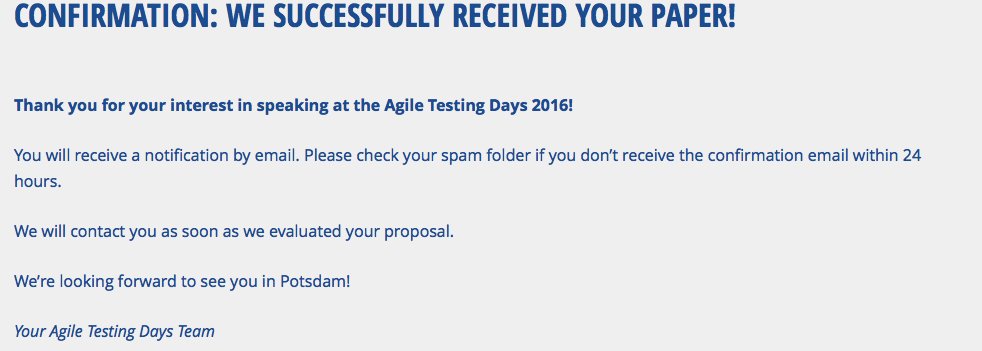 CONFIRMATION: WE SUCCESSFULLY RECEIVED YOUR PAPER!
Thank you for your interest in speaking at the Agile Testing Days 2016!
You will receive a notification by email. Please check your spam folder if you don’t receive the confirmation email within 24
hours.
We will contact you as soon as we evaluated your proposal.
We’re looking forward to see you in Potsdam!
Your Agile Testing Days Team